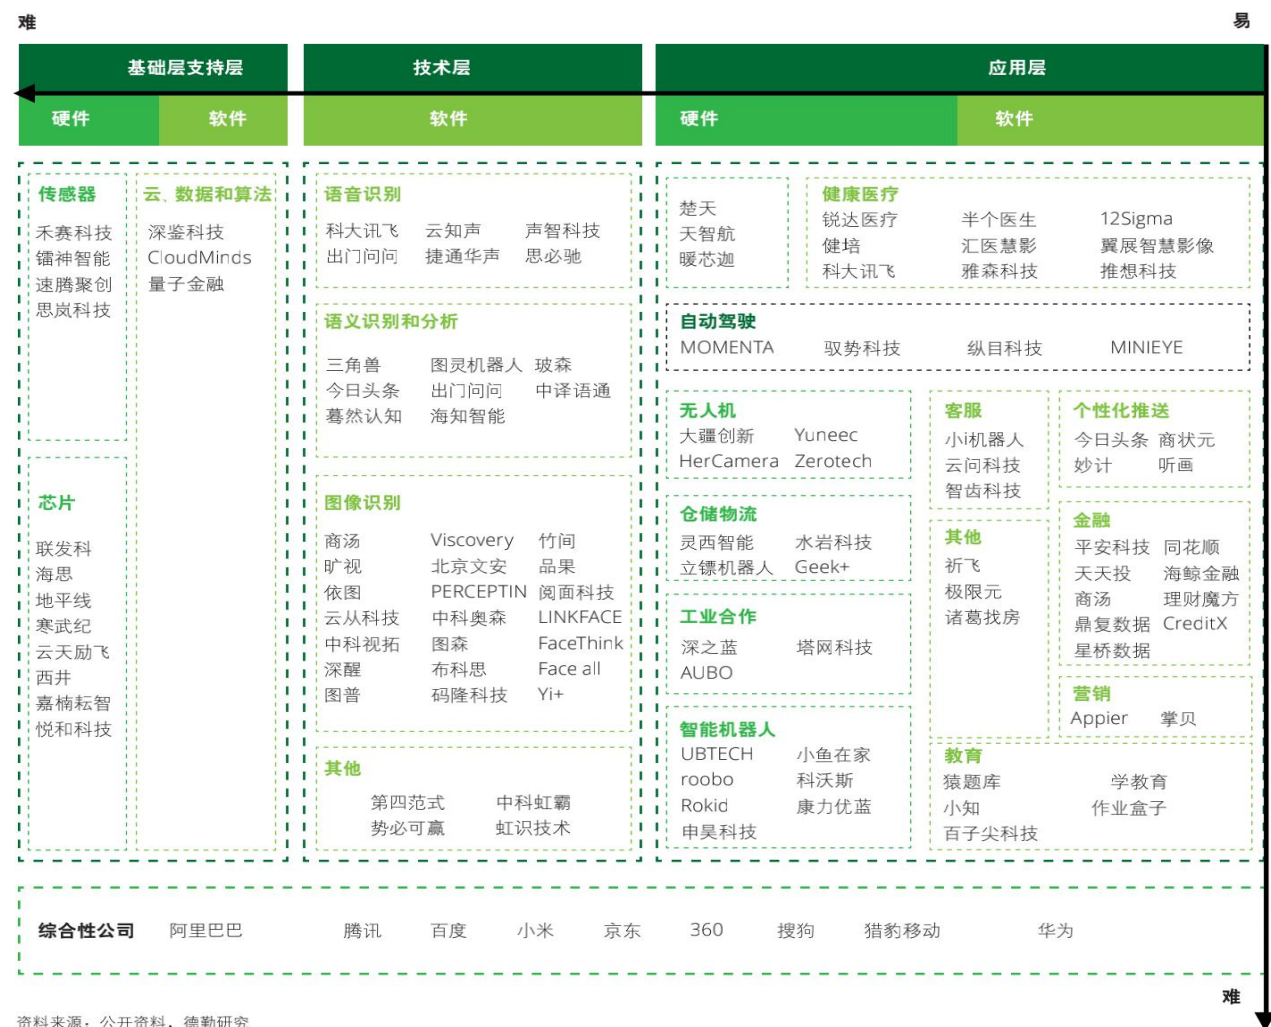 难
易
基础层支持层
技术层
应用层
硬件
软件
软件
硬件
软件
传感器
禾赛科技
镭神智能
速腾聚创
思岚科技
芯片
联发科
海思
地平线
寒武纪
云天励飞
西井
嘉楠耘智
悦和科技
云、数据和算法
深鉴科技
CloudMinds
量子金融
语音识别
科大讯飞 云知声 声智科技
出门问问 捷通华声 思必驰
语义识别和分析
三角兽 图灵机器人 玻森
今日头条 出门问问 中译语通
蓦然认知 海知智能
图像识别
商汤 Viscovery 竹间
旷视 北京文安 品果
依图 PERCEPTIN 阅面科技
云从科技 中科奥森 LINKFACE
中科视拓 图森 FaceThink
深醒 布科思 Face all
图普 码隆科技 Yi+
其他
第四范式 中科虹霸
势必可赢 虹识技术
楚天
天智航
暖芯迦
健康医疗
锐达医疗 半个医生 12Sigma
健培 汇医慧影 翼展智慧影像
科大讯飞 雅森科技 推想科技
自动驾驶
MOMENTA 驭势科技 纵目科技 MINIEYE
无人机
大疆创新 Yuneec
HerCamera Zerotech
仓储物流
灵西智能 水岩科技
立镖机器人 Geek+
工业合作
深之蓝 塔网科技
AUBO
智能机器人
UBTECH 小鱼在家
roobo 科沃斯
Rokid 康力优蓝
申昊科技
客服
小i机器人
云问科技
智齿科技
其他
祈飞
极限元
诸葛找房
个性化推送
今日头条 商状元
妙计 听画
金融
平安科技 同花顺
天天投 海鲸金融
商汤 理财魔方
鼎复数据 CreditX
星桥数据
营销
Appier 掌贝
教育
猿题库 学教育
小知 作业盒子
百子尖科技
综合性公司 阿里巴巴 腾讯 百度 小米 京东 360 搜狗 猎豹移动 华为
难
资料来源：公开资料，德勤研究